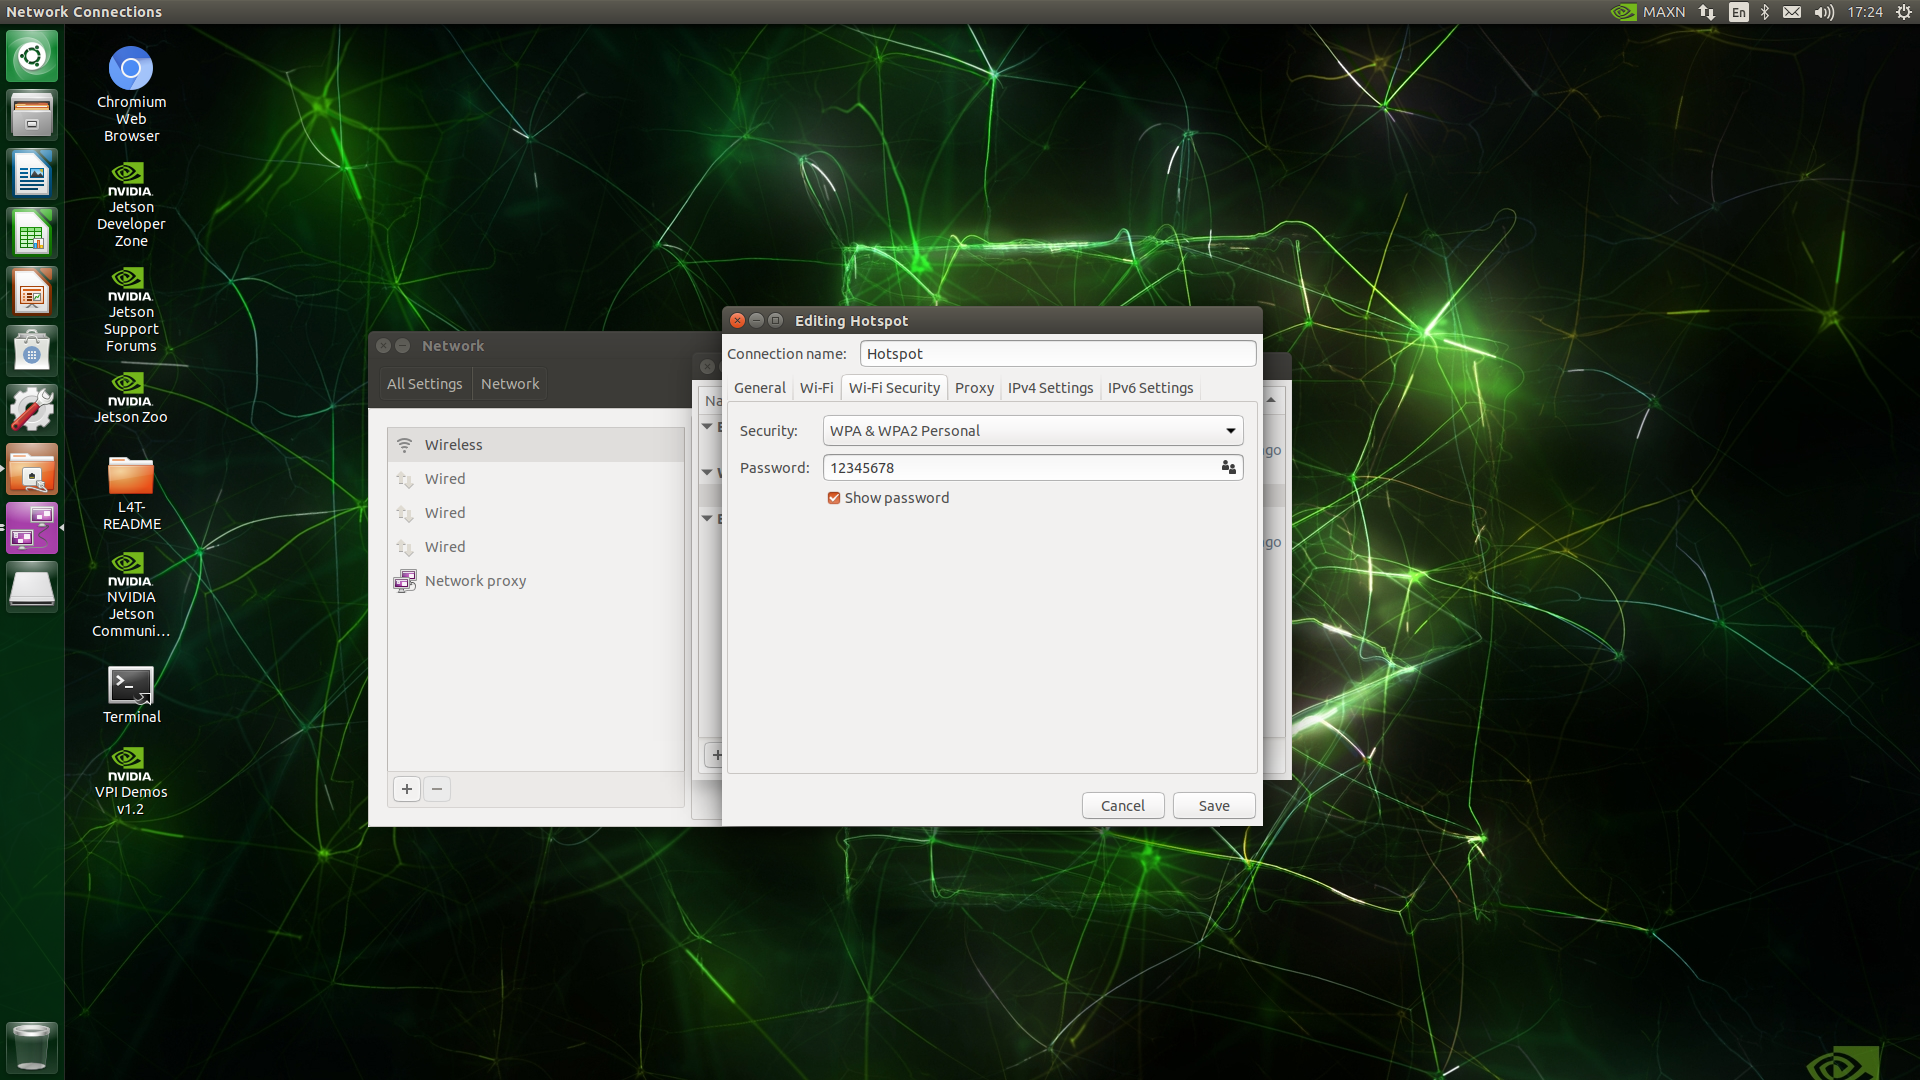 Network Connections
MAXN
En
17:24
Chromium
Web
Browser
NVIDIA.
Jetson
Developer
Zone
NVIDIA.
Jetson
Support
Forums
NVIDIA.
Jetson Zoo
L4T-
README
NVIDIA.
NVIDIA
Jetson
Communi...
Terminal
NVIDIA.
VPI Demos
v1.2
Network
All Settings
Network
Wireless
Wired
Wired
Wired
Network proxy
Na
E
ago
E
ago
Editing Hotspot
Connection name:
Hotspot
General
Wi-Fi
Wi-Fi Security
Proxy
IPv4 Settings
IPv6 Settings
Security:
WPA & WPA2 Personal
Password:
12345678
Show password
Cancel
Save